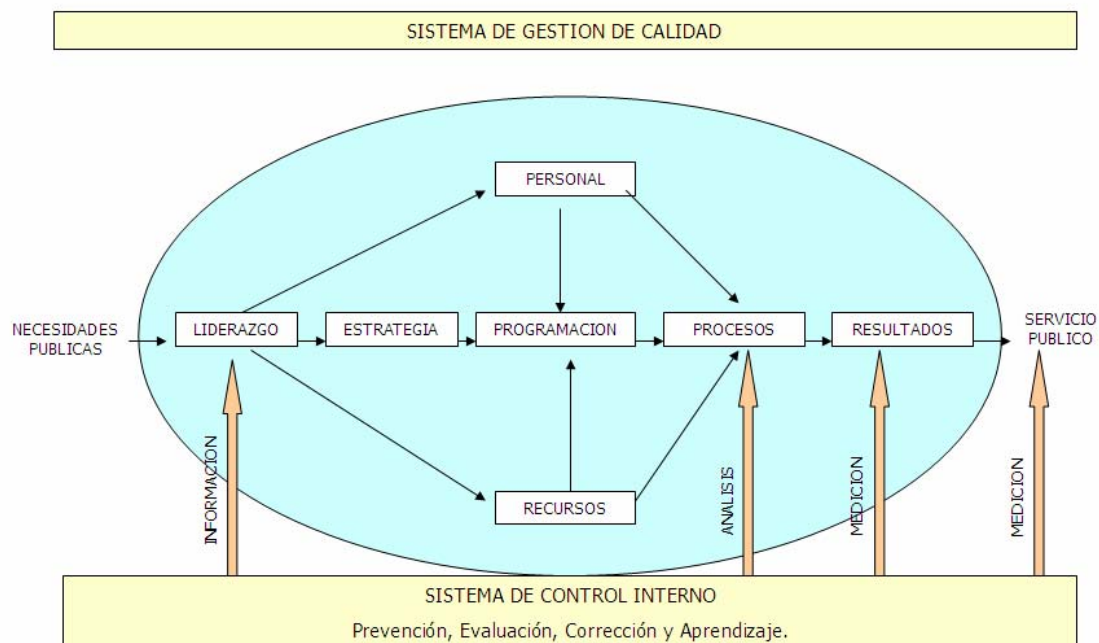 SISTEMA DE GESTION DE CALIDAD
PERSONAL
NECESIDADES
PUBLICAS
LIDERAZGO
ESTRATEGIA
PROGRAMACION
PROCESOS
RESULTADOS
SERVICIO
PUBLICO
INFORMACION
ANALISIS
MEDICION
MEDICION
RECURSOS
SISTEMA DE CONTROL INTERNO
Prevención, Evaluación, Corrección y Aprendizaje.